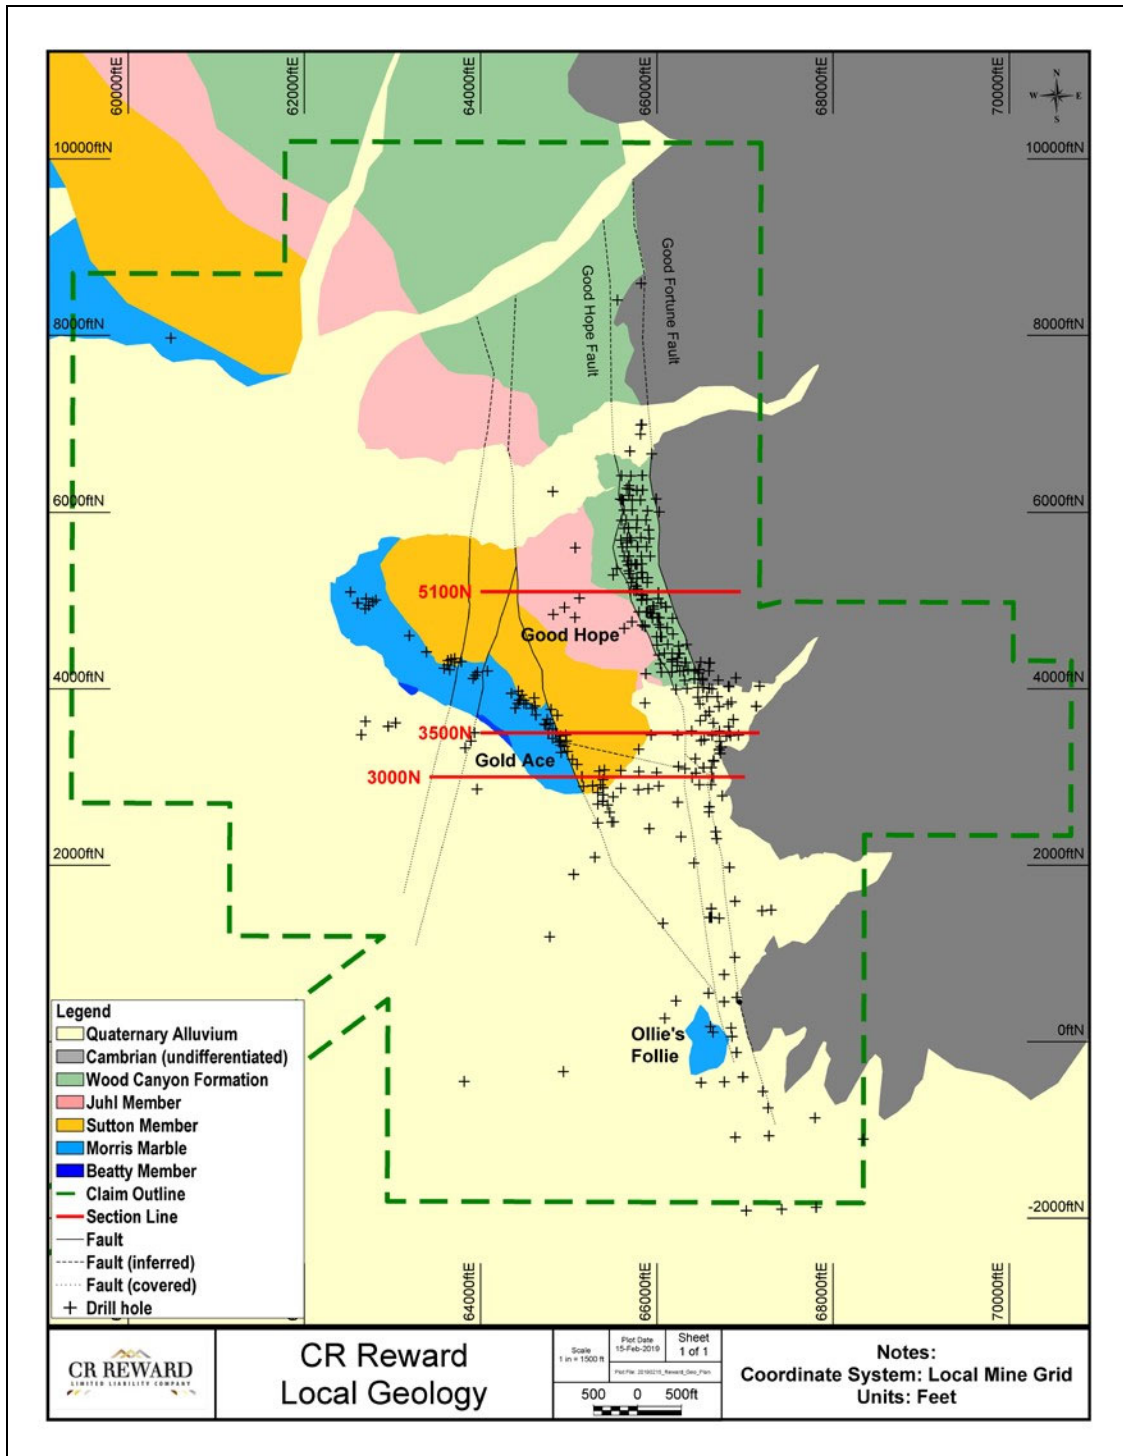 60000ftE
62000ftE
64000ftE
66000ftE
68000ftE
70000ftE
N
W
E
S
10000ftN
10000ftN
Good Hope Fault
Good Fortune Fault
8000ftN
8000ftN
6000ftN
6000ftN
5100N
Good Hope
4000ftN
4000ftN
3500N
Gold Ace
3000N
2000ftN
2000ftN
Ollie's
Follie
0ftN
-2000ftN
64000ftE
66000ftE
68000ftE
70000ftE
Legend
Quaternary Alluvium
Cambrian (undifferentiated)
Wood Canyon Formation
Juhl Member
Sutton Member
Morris Marble
Beatty Member
Claim Outline
Section Line
Fault
Fault (inferred)
Fault (covered)
Drill hole
CR REWARD
LIMITED LIABILITY COMPANY
CR Reward
Local Geology
Scale
1 in = 1500 ft
Plot Date
15-Feb-2019
Sheet
1 of 1
500 0 500ft
Notes:
Coordinate System: Local Mine Grid
Units: Feet